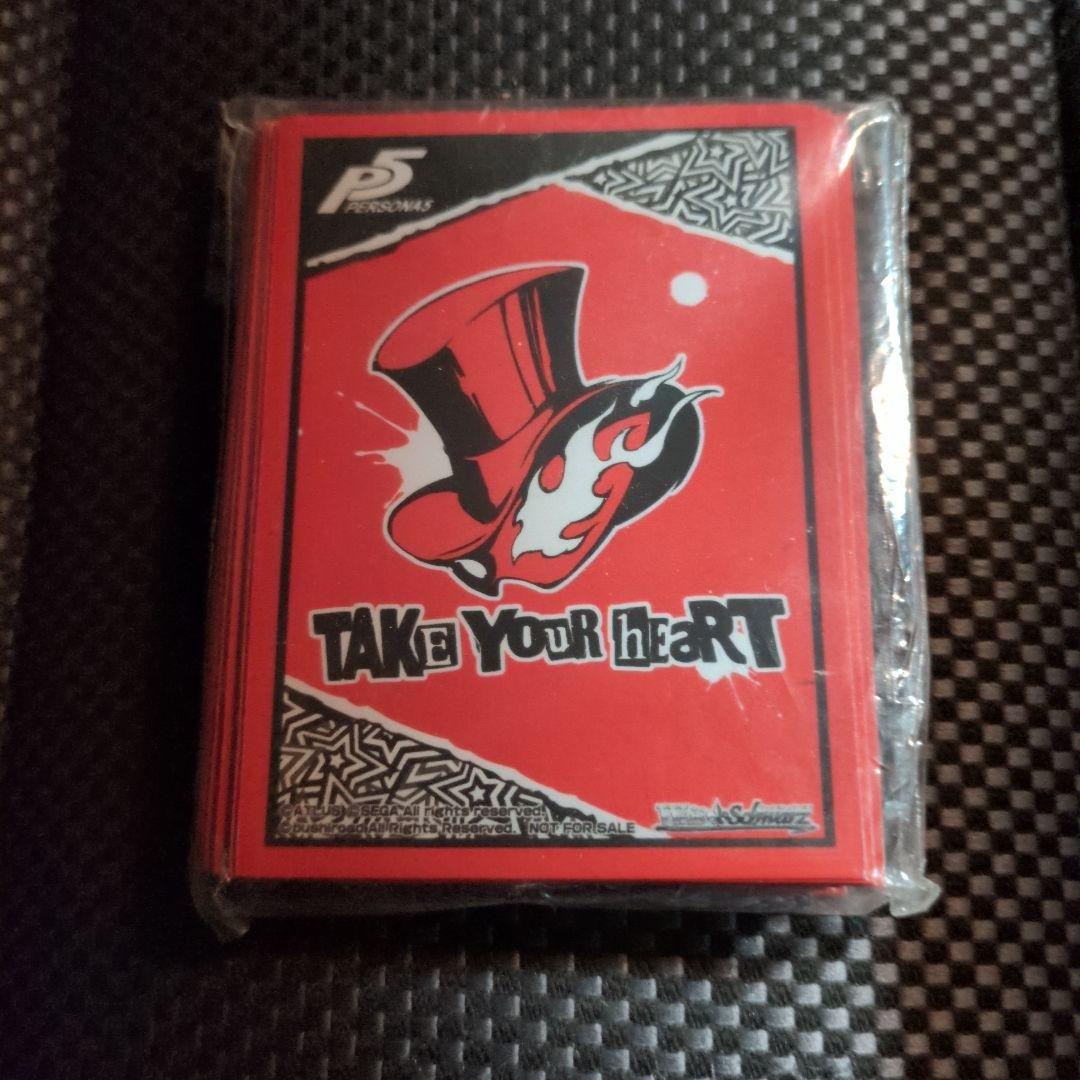 P5
PERSONA5
TAKE YOUR HEART
©ATLUS ©SEGA All rights reserved.
©bushiroad All Rights Reserved. NOT FOR SALE
Weiß Schwarz